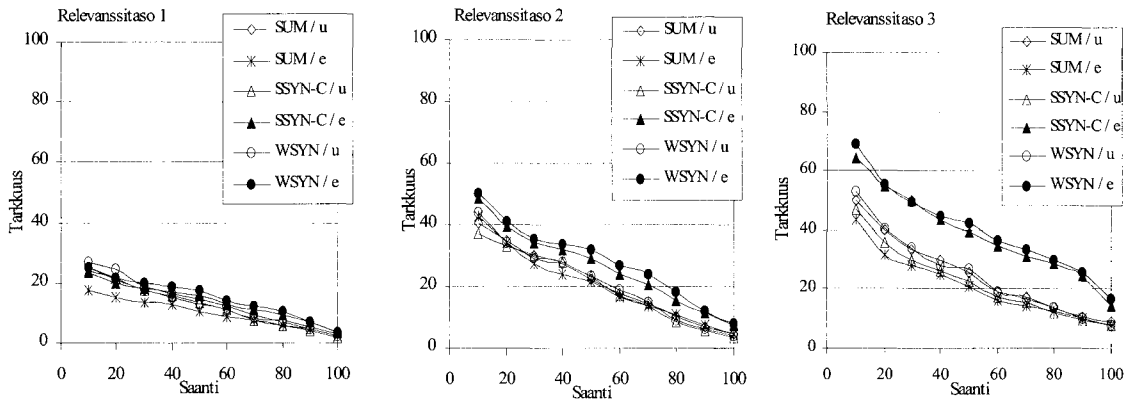 Relevanssitaso 1
100
80
60
40
20
0
0 20 40 60 80 100
Tarkkuus
Saanti
SUM / u
SUM / e
SSYN-C / u
SSYN-C / e
WSYN / u
WSYN / e
Relevanssitaso 2
100
80
60
40
20
0
0 20 40 60 80 100
Tarkkuus
Saanti
SUM / u
SUM / e
SSYN-C / u
SSYN-C / e
WSYN / u
WSYN / e
Relevanssitaso 3
100
80
60
40
20
0
0 20 40 60 80 100
Tarkkuus
Saanti
SUM / u
SUM / e
SSYN-C / u
SSYN-C / e
WSYN / u
WSYN / e